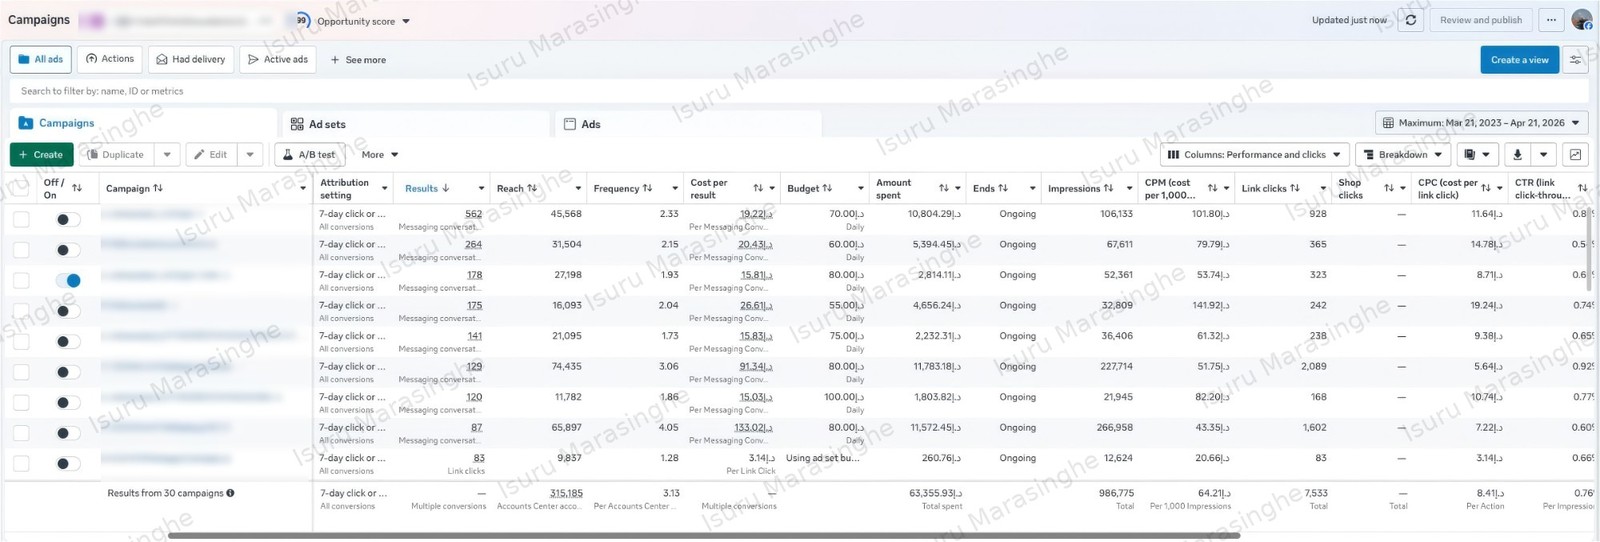 Campaigns 99 Opportunity score Updated just now Review and publish ...
All ads Actions Had delivery Active ads + See more Create a view
Search to filter by: name, ID or metrics
Campaigns Ad sets Ads Maximum: Mar 21, 2023 – Apr 21, 2026
+ Create Duplicate Edit A/B test More Columns: Performance and clicks Breakdown
Off / On Campaign Attribution setting Results Reach Frequency Cost per result Budget Amount spent Ends Impressions CPM (cost per 1,000... Link clicks Shop clicks CPC (cost per link click) CTR (link click-throu...
7-day click or ... 562 45,568 2.33 19.22د.إ 70.00د.إ 10,804.29د.إ Ongoing 106,133 101.80د.إ 928 — 11.64د.إ
All conversions Messaging conversat... Per Messaging Conv... Daily
7-day click or ... 264 31,504 2.15 20.43د.إ 60.00د.إ 5,394.45د.إ Ongoing 67,611 79.79د.إ 365 — 14.78د.إ
All conversions Messaging conversat... Per Messaging Conv... Daily
7-day click or ... 178 27,198 1.93 15.81د.إ 80.00د.إ 2,814.11د.إ Ongoing 52,361 53.74د.إ 323 — 8.71د.إ
All conversions Messaging conversat... Per Messaging Conv... Daily
7-day click or ... 175 16,093 2.04 26.61د.إ 55.00د.إ 4,656.24د.إ Ongoing 32,809 141.92د.إ 242 — 19.24د.إ 0.74%
All conversions Messaging conversat... Per Messaging Conv... Daily
7-day click or ... 141 21,095 1.73 15.83د.إ 75.00د.إ 2,232.31د.إ Ongoing 36,406 61.32د.إ 238 — 9.38د.إ 0.65%
All conversions Messaging conversat... Per Messaging Conv... Daily
7-day click or ... 129 74,435 3.06 91.34د.إ 80.00د.إ 11,783.18د.إ Ongoing 227,714 51.75د.إ 2,089 — 5.64د.إ 0.92%
All conversions Messaging conversat... Per Messaging Conv... Daily
7-day click or ... 120 11,782 1.86 15.03د.إ 100.00د.إ 1,803.82د.إ Ongoing 21,945 82.20د.إ 168 — 10.74د.إ 0.77%
All conversions Messaging conversat... Per Messaging Conv... Daily
7-day click or ... 87 65,897 4.05 133.02د.إ 80.00د.إ 11,572.45د.إ Ongoing 266,958 43.35د.إ 1,602 — 7.22د.إ 0.60%
All conversions Messaging conversat... Per Messaging Conv... Daily
7-day click or ... 83 9,837 1.28 3.14د.إ Using ad set bu... 260.76د.إ Ongoing 12,624 20.66د.إ 83 — 3.14د.إ 0.66%
All conversions Link clicks Per Link Click
Results from 30 campaigns 7-day click or ... — 315,185 3.13 — 63,355.93د.إ 986,775 64.21د.إ 7,533 — 8.41د.إ 0.76%
All conversions Multiple conversions Accounts Center acco... Per Accounts Center... Multiple conversions Total spent Total Per 1,000 Impressions Total Total Per Action Per Impressio
Isuru Marasinghe